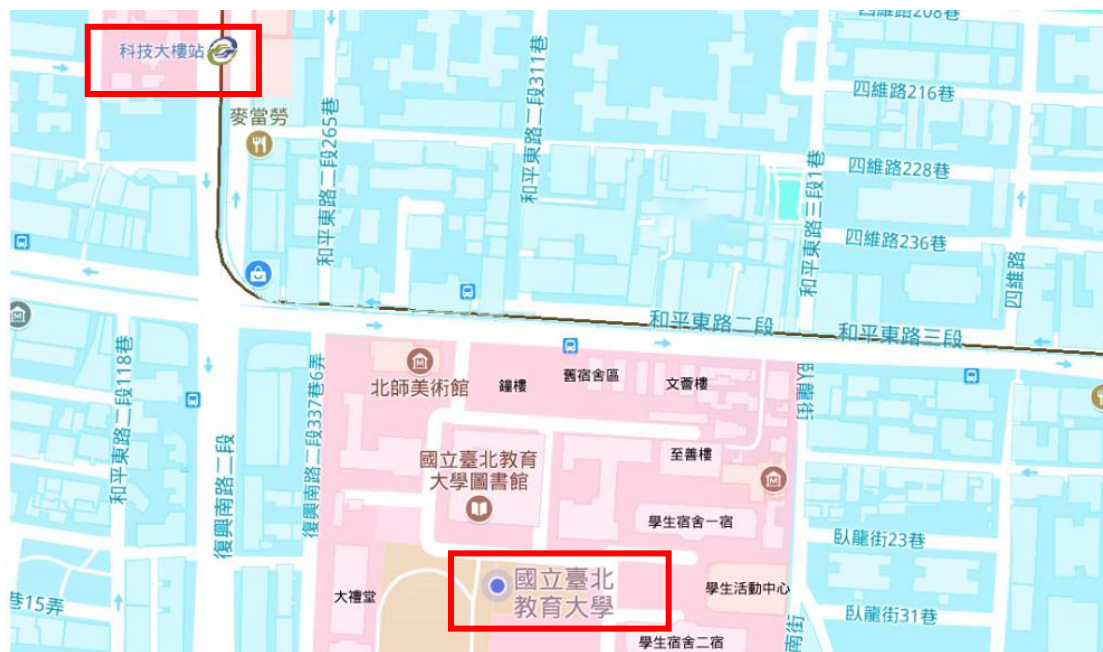 四維路208巷
科技大樓站
四維路216巷
麥當勞
和平東路二段265巷
和平東路二段311巷
和平東路三段1巷
四維路228巷
四維路236巷
四維路
和平東路二段
和平東路三段
和平東路二段118巷
復興南路二段
復興南路二段337巷6弄
北師美術館
鐘樓
舊宿舍區
文薈樓
臥龍街
國立臺北教育
大學圖書館
至善樓
學生宿舍一宿
臥龍街23巷
國立臺北
教育大學
大禮堂
學生活動中心
巷15弄
臥龍街31巷
南街
學生宿舍二宿